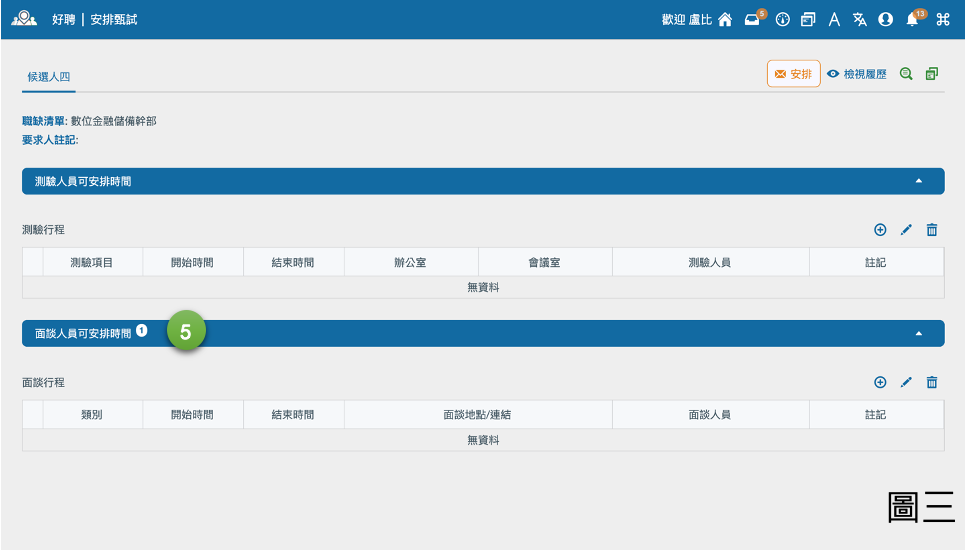 好聘 | 安排甄試
歡迎 盧比 5 13
候選人四
安排 檢視履歷
職缺清單: 數位金融儲備幹部
要求人註記:
測驗人員可安排時間
測驗行程
測驗項目 開始時間 結束時間 辦公室 會議室 測驗人員 註記
無資料
面談人員可安排時間 1 5
面談行程
類別 開始時間 結束時間 面談地點/連結 面談人員 註記
無資料
圖三